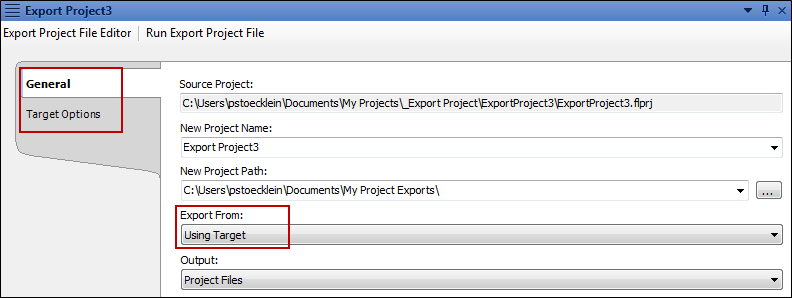 Export Project3
Export Project File Editor | Run Export Project File
General
Target Options
Source Project:
C:\Users\pstoecklein\Documents\My Projects\_Export Project\ExportProject3\ExportProject3.flprj
New Project Name:
Export Project3
New Project Path:
C:\Users\pstoecklein\Documents\My Project Exports\
...
Export From:
Using Target
Output:
Project Files